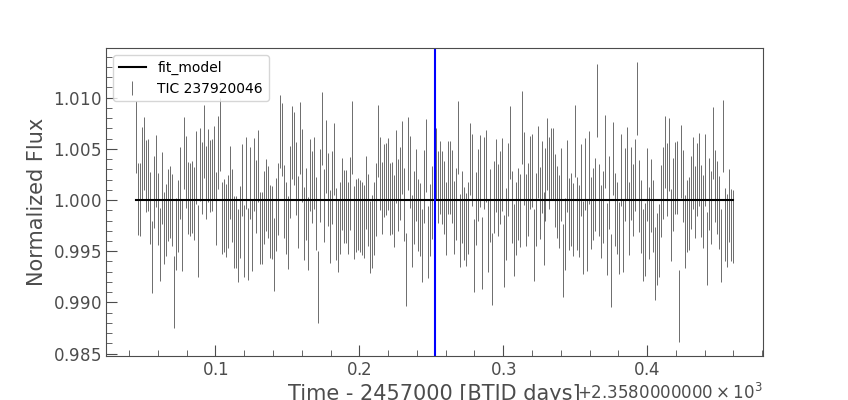 fit_model
TIC 237920046
1.010
1.005
1.000
0.995
0.990
0.985
Normalized Flux
0.1 0.2 0.3 0.4
Time - 2457000 [BTJD days]
+2.3580000000 × 10³